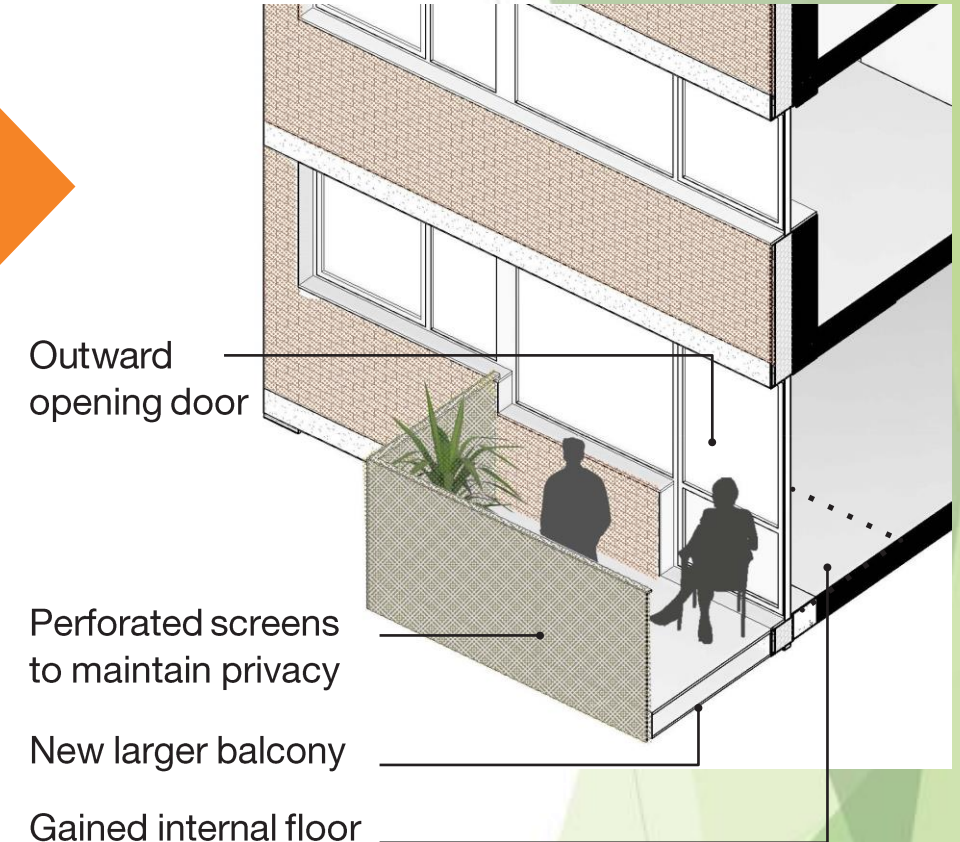 Outward
opening door
Perforated screens
to maintain privacy
New larger balcony
Gained internal floor